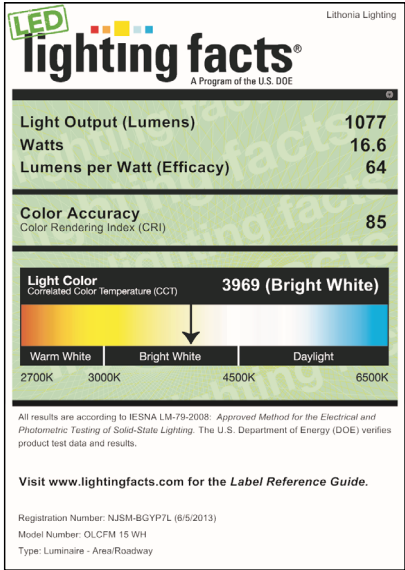 Lithonia Lighting
LED
lighting facts®
A Program of the U.S. DOE
Light Output (Lumens) 1077
Watts 16.6
Lumens per Watt (Efficacy) 64
Color Accuracy
Color Rendering Index (CRI) 85
Light Color
Correlated Color Temperature (CCT) 3969 (Bright White)
Warm White Bright White Daylight
2700K 3000K 4500K 6500K
All results are according to IESNA LM-79-2008: Approved Method for the Electrical and
Photometric Testing of Solid-State Lighting. The U.S. Department of Energy (DOE) verifies
product test data and results.
Visit www.lightingfacts.com for the Label Reference Guide.
Registration Number: NJSM-BGYP7L (6/5/2013)
Model Number: OLCFM 15 WH
Type: Luminaire - Area/Roadway